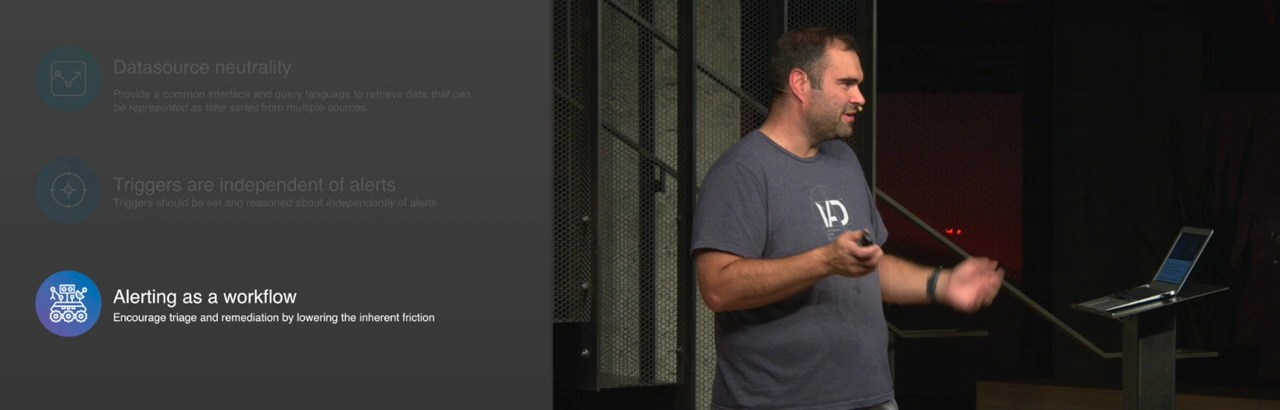 Datasource neutrality
Provide a common interface and query language to retrieve data that can
be represented as time series from multiple sources.
Triggers are independent of alerts
Triggers should be set and reasoned about independently of alerts
Alerting as a workflow
Encourage triage and remediation by lowering the inherent friction